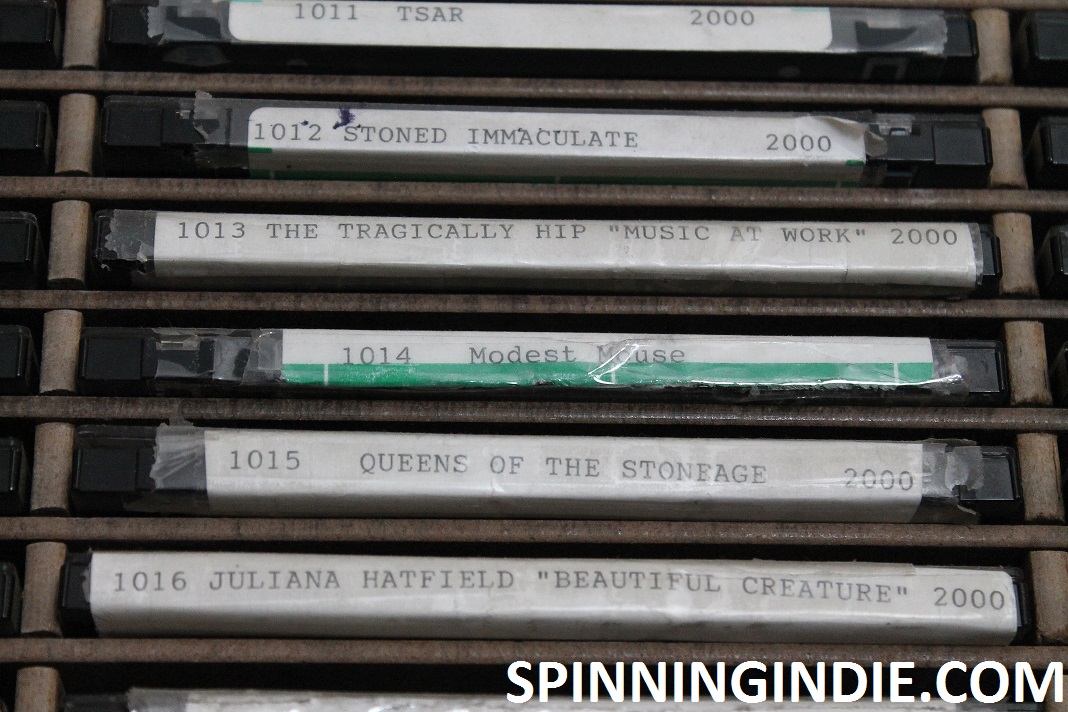 1011 TSAR 2000
1012 STONED IMMACULATE 2000
1013 THE TRAGICALLY HIP "MUSIC AT WORK" 2000
1014 Modest Mouse
1015 QUEENS OF THE STONEAGE 2000
1016 JULIANA HATFIELD "BEAUTIFUL CREATURE" 2000
SPINNINGINDIE.COM